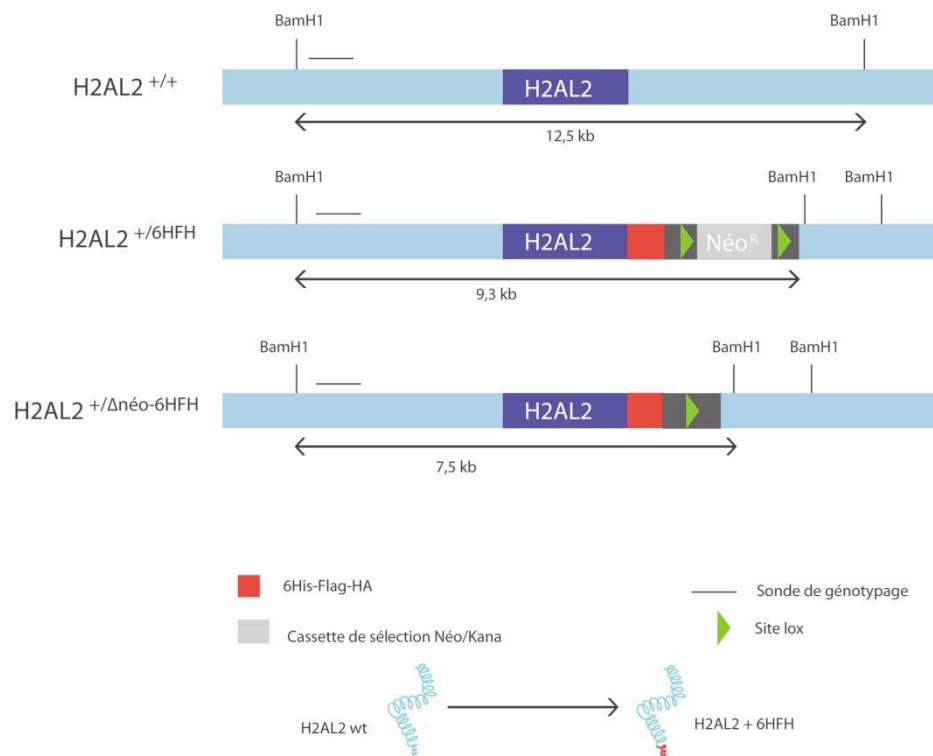 BamH1 BamH1
H2AL2 +/+
H2AL2
12,5 kb
BamH1 BamH1 BamH1
H2AL2 +/6HFH
H2AL2 Néo R
9,3 kb
BamH1 BamH1 BamH1
H2AL2 +/Δnéo-6HFH
H2AL2
7,5 kb
6His-Flag-HA
Sonde de génotypage
Cassette de sélection Néo/Kana
Site lox
H2AL2 wt
H2AL2 + 6HFH